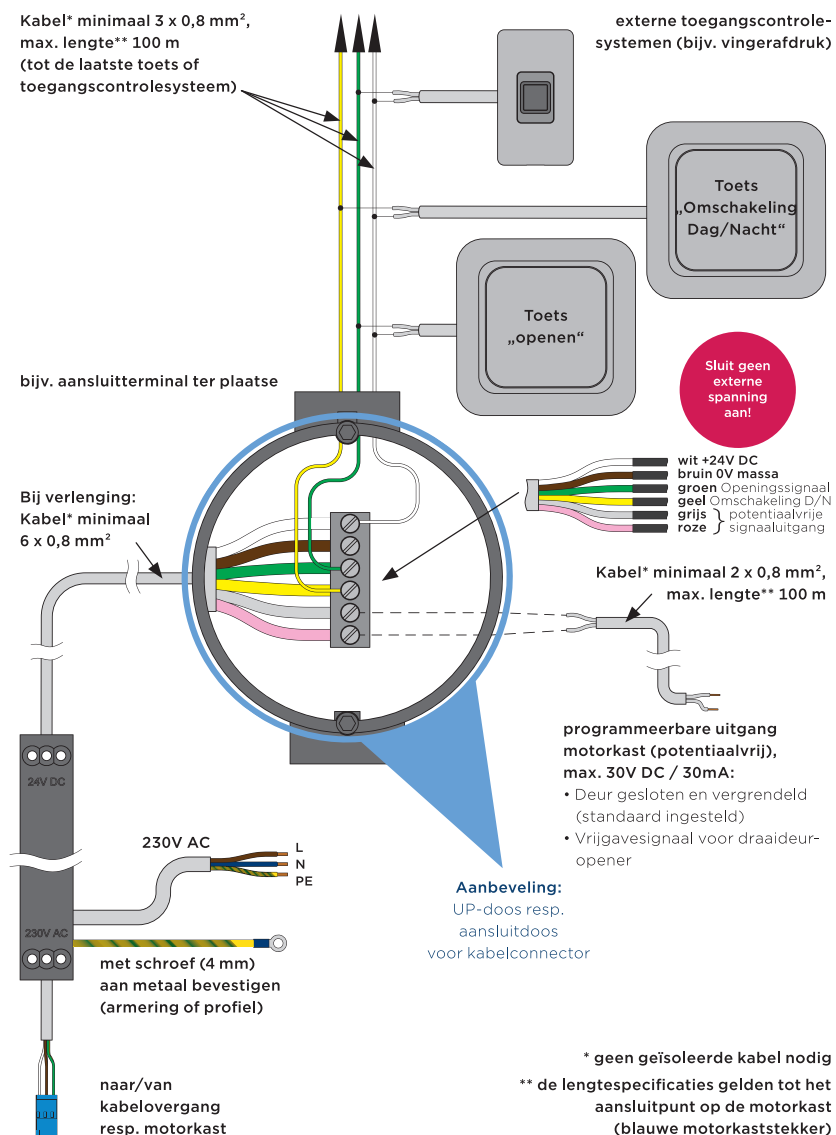 Kabel* minimaal 3 x 0,8 mm²,
max. lengte** 100 m
(tot de laatste toets of
toegangscontrolesysteem)
externe toegangscontrole-
systemen (bijv. vingerafdruk)
Toets
„Omschakeling
Dag/Nacht“
Toets
„openen“
Sluit geen
externe
spanning
aan!
bijv. aansluitterminal ter plaatse
wit +24V DC
bruin 0V massa
groen Openingssignaal
geel Omschakeling D/N
grijs } potentiaalvrije
roze } signaaluitgang
Bij verlenging:
Kabel* minimaal
6 x 0,8 mm²
Kabel* minimaal 2 x 0,8 mm²,
max. lengte** 100 m
programmeerbare uitgang
motorkast (potentiaalvrij),
max. 30V DC / 30mA:
• Deur gesloten en vergrendeld
(standaard ingesteld)
• Vrijgavesignaal voor draaideur-
opener
24V DC
230V AC
L
N
PE
230V AC
Aanbeveling:
UP-doos resp.
aansluitdoos
voor kabelconnector
met schroef (4 mm)
aan metaal bevestigen
(armering of profiel)
naar/van
kabelovergang
resp. motorkast
* geen geïsoleerde kabel nodig
** de lengtespecificaties gelden tot het
aansluitpunt op de motorkast
(blauwe motorkaststekker)